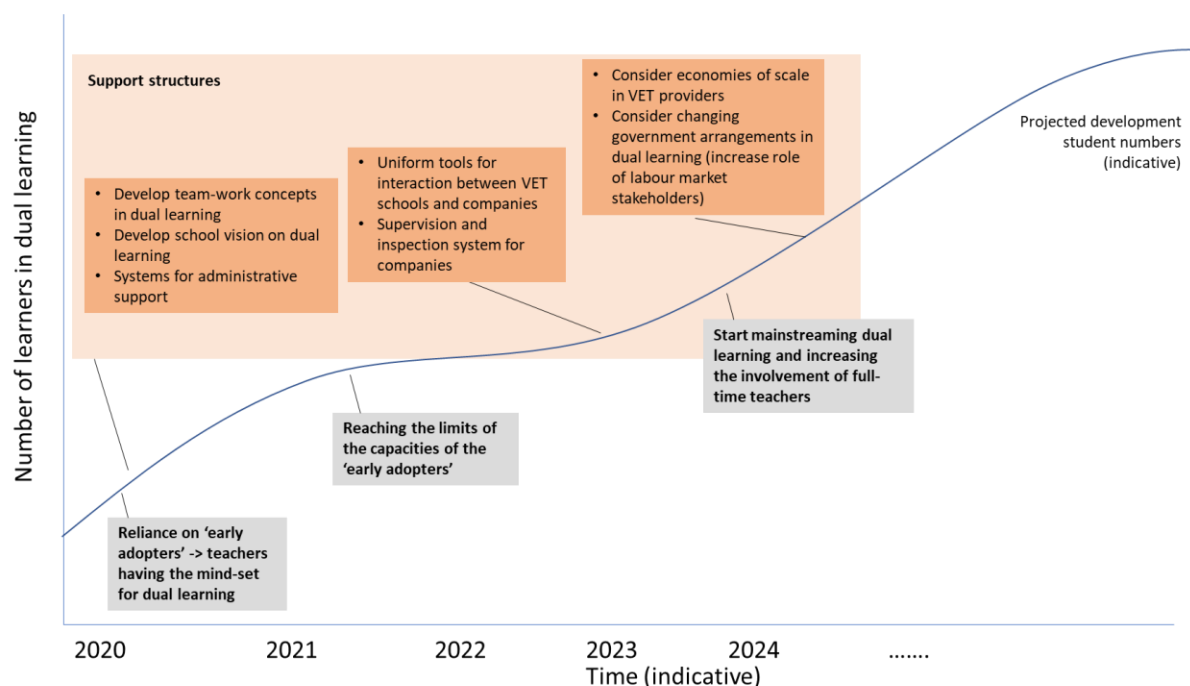 Number of learners in dual learning
Support structures
• Develop team-work concepts
in dual learning
• Develop school vision on dual
learning
• Systems for administrative
support
• Uniform tools for
interaction between VET
schools and companies
• Supervision and
inspection system for
companies
• Consider economies of scale
in VET providers
• Consider changing
government arrangements in
dual learning (increase role
of labour market
stakeholders)
Projected development
student numbers
(indicative)
Reliance on ‘early
adopters’ -> teachers
having the mind-set
for dual learning
Reaching the limits of
the capacities of the
‘early adopters’
Start mainstreaming dual
learning and increasing
the involvement of full-
time teachers
2020 2021 2022 2023 2024 .......
Time (indicative)